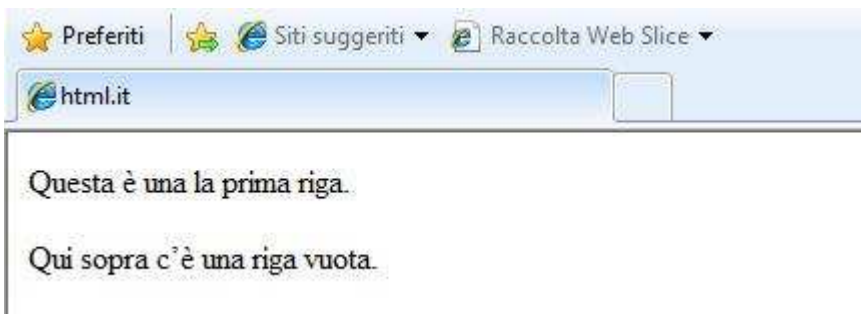 Preferiti Siti suggeriti Raccolta Web Slice
html.it
Questa è una la prima riga.
Qui sopra c'è una riga vuota.